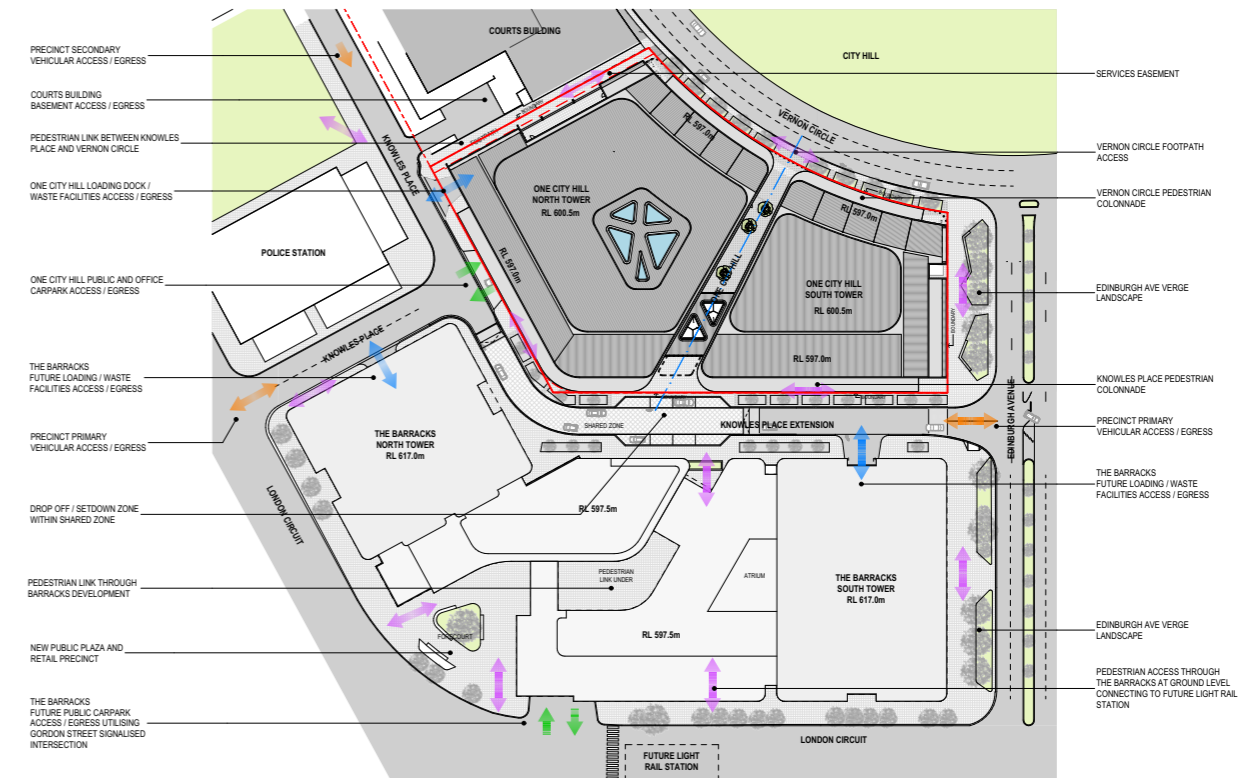 PRECINCT SECONDARY
VEHICULAR ACCESS / EGRESS
COURTS BUILDING
BASEMENT ACCESS / EGRESS
PEDESTRIAN LINK BETWEEN KNOWLES
PLACE AND VERNON CIRCLE
ONE CITY HILL LOADING DOCK /
WASTE FACILITIES ACCESS / EGRESS
ONE CITY HILL PUBLIC AND OFFICE
CARPARK ACCESS / EGRESS
THE BARRACKS
FUTURE LOADING / WASTE
FACILITIES ACCESS / EGRESS
PRECINCT PRIMARY
VEHICULAR ACCESS / EGRESS
DROP OFF / SETDOWN ZONE
WITHIN SHARED ZONE
PEDESTRIAN LINK THROUGH
BARRACKS DEVELOPMENT
NEW PUBLIC PLAZA AND
RETAIL PRECINCT
THE BARRACKS
FUTURE PUBLIC CARPARK
ACCESS / EGRESS UTILISING
GORDON STREET SIGNALISED
INTERSECTION
COURTS BUILDING
CITY HILL
VERNON CIRCLE
BOUNDARY
FOOTPATH
KNOWLES PLACE
RL 597.0m
ONE CITY HILL
NORTH TOWER
RL 600.5m
RL 597.0m
RL 597.0m
ONE CITY HILL
ONE CITY HILL
SOUTH TOWER
RL 600.5m
RL 597.0m
BOUNDARY
POLICE STATION
KNOWLES PLACE
THE BARRACKS
NORTH TOWER
RL 617.0m
SHARED ZONE
KNOWLES PLACE EXTENSION
EDINBURGH AVENUE
LONDON CIRCUIT
RL 597.5m
PEDESTRIAN
LINK UNDER
ATRIUM
THE BARRACKS
SOUTH TOWER
RL 617.0m
FORECOURT
RL 597.5m
LONDON CIRCUIT
FUTURE LIGHT
RAIL STATION
SERVICES EASEMENT
VERNON CIRCLE FOOTPATH
ACCESS
VERNON CIRCLE PEDESTRIAN
COLONNADE
EDINBURGH AVE VERGE
LANDSCAPE
KNOWLES PLACE PEDESTRIAN
COLONNADE
PRECINCT PRIMARY
VEHICULAR ACCESS / EGRESS
THE BARRACKS
FUTURE LOADING / WASTE
FACILITIES ACCESS / EGRESS
EDINBURGH AVE VERGE
LANDSCAPE
PEDESTRIAN ACCESS THROUGH
THE BARRACKS AT GROUND LEVEL
CONNECTING TO FUTURE LIGHT RAIL
STATION